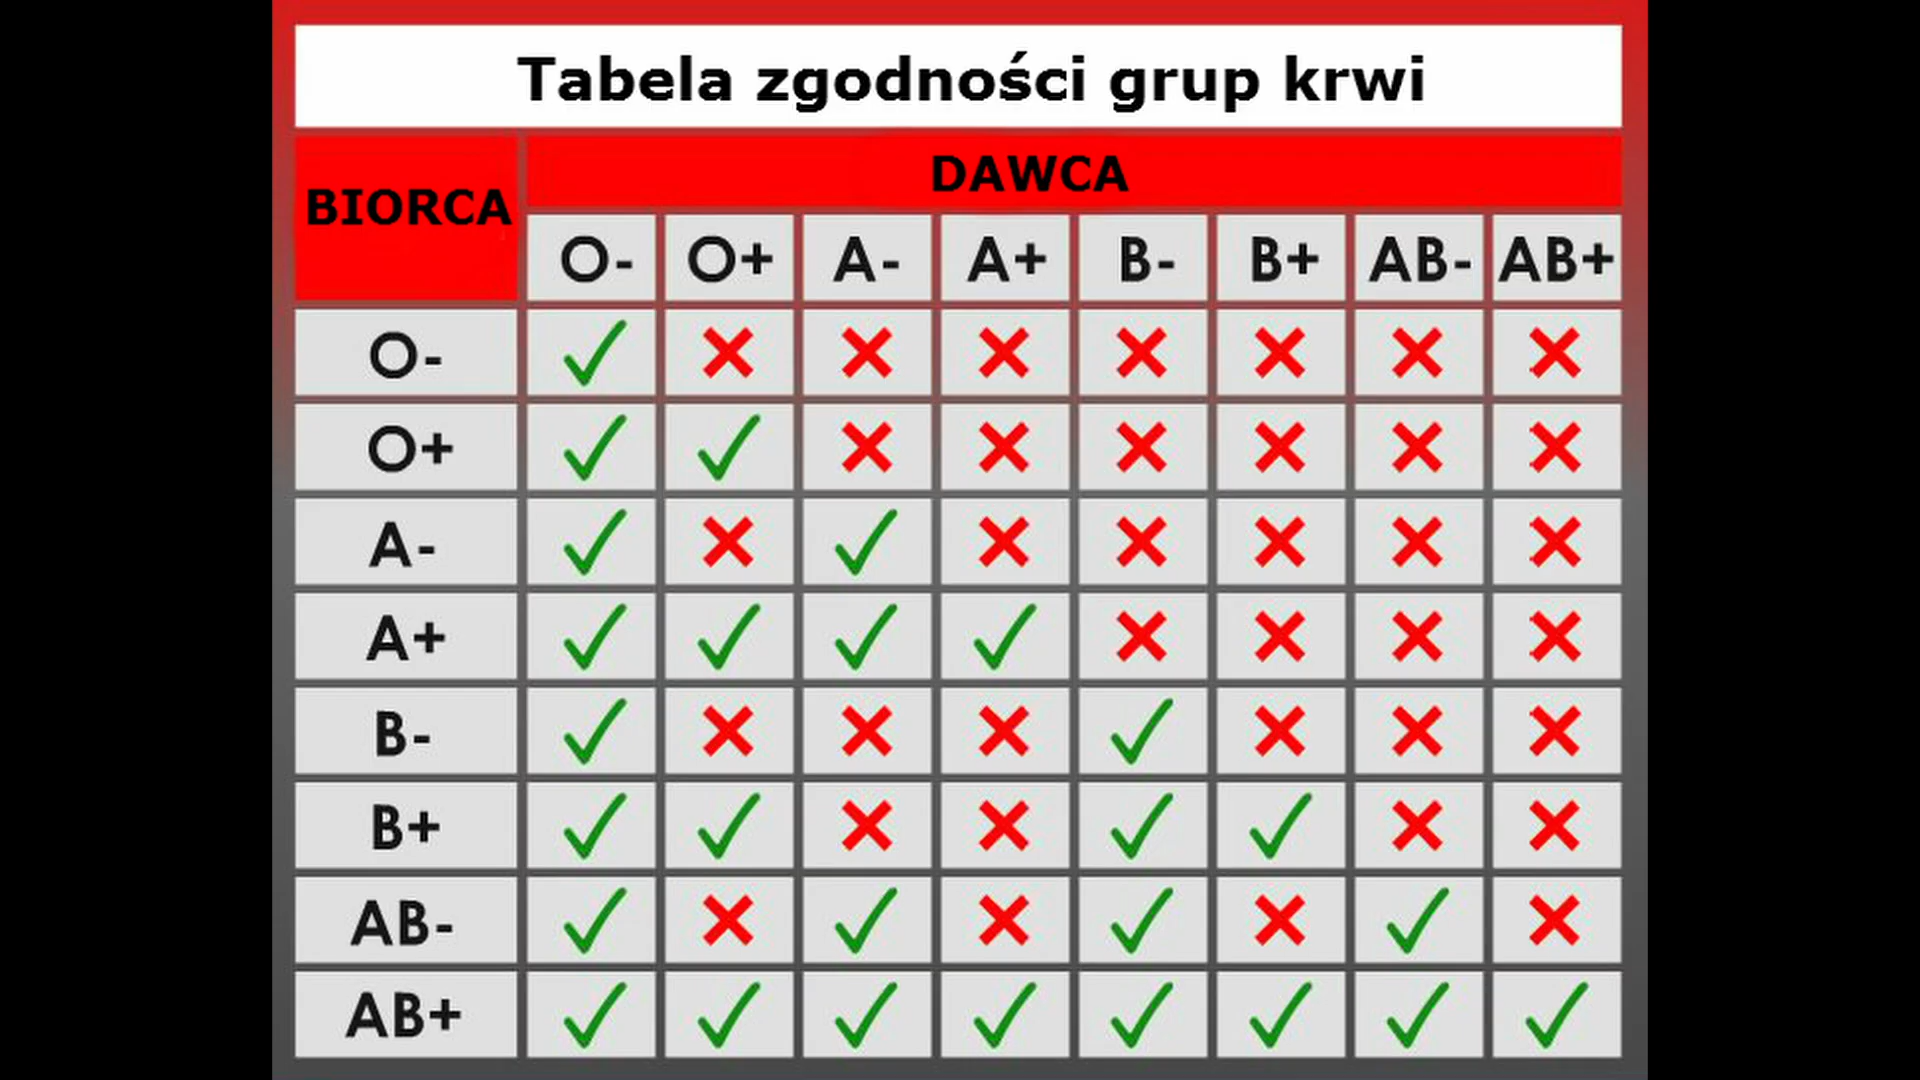 Tabela zgodności grup krwi
BIORCA
DAWCA
O- O+ A- A+ B- B+ AB- AB+
O-
O+
A-
A+
B-
B+
AB-
AB+